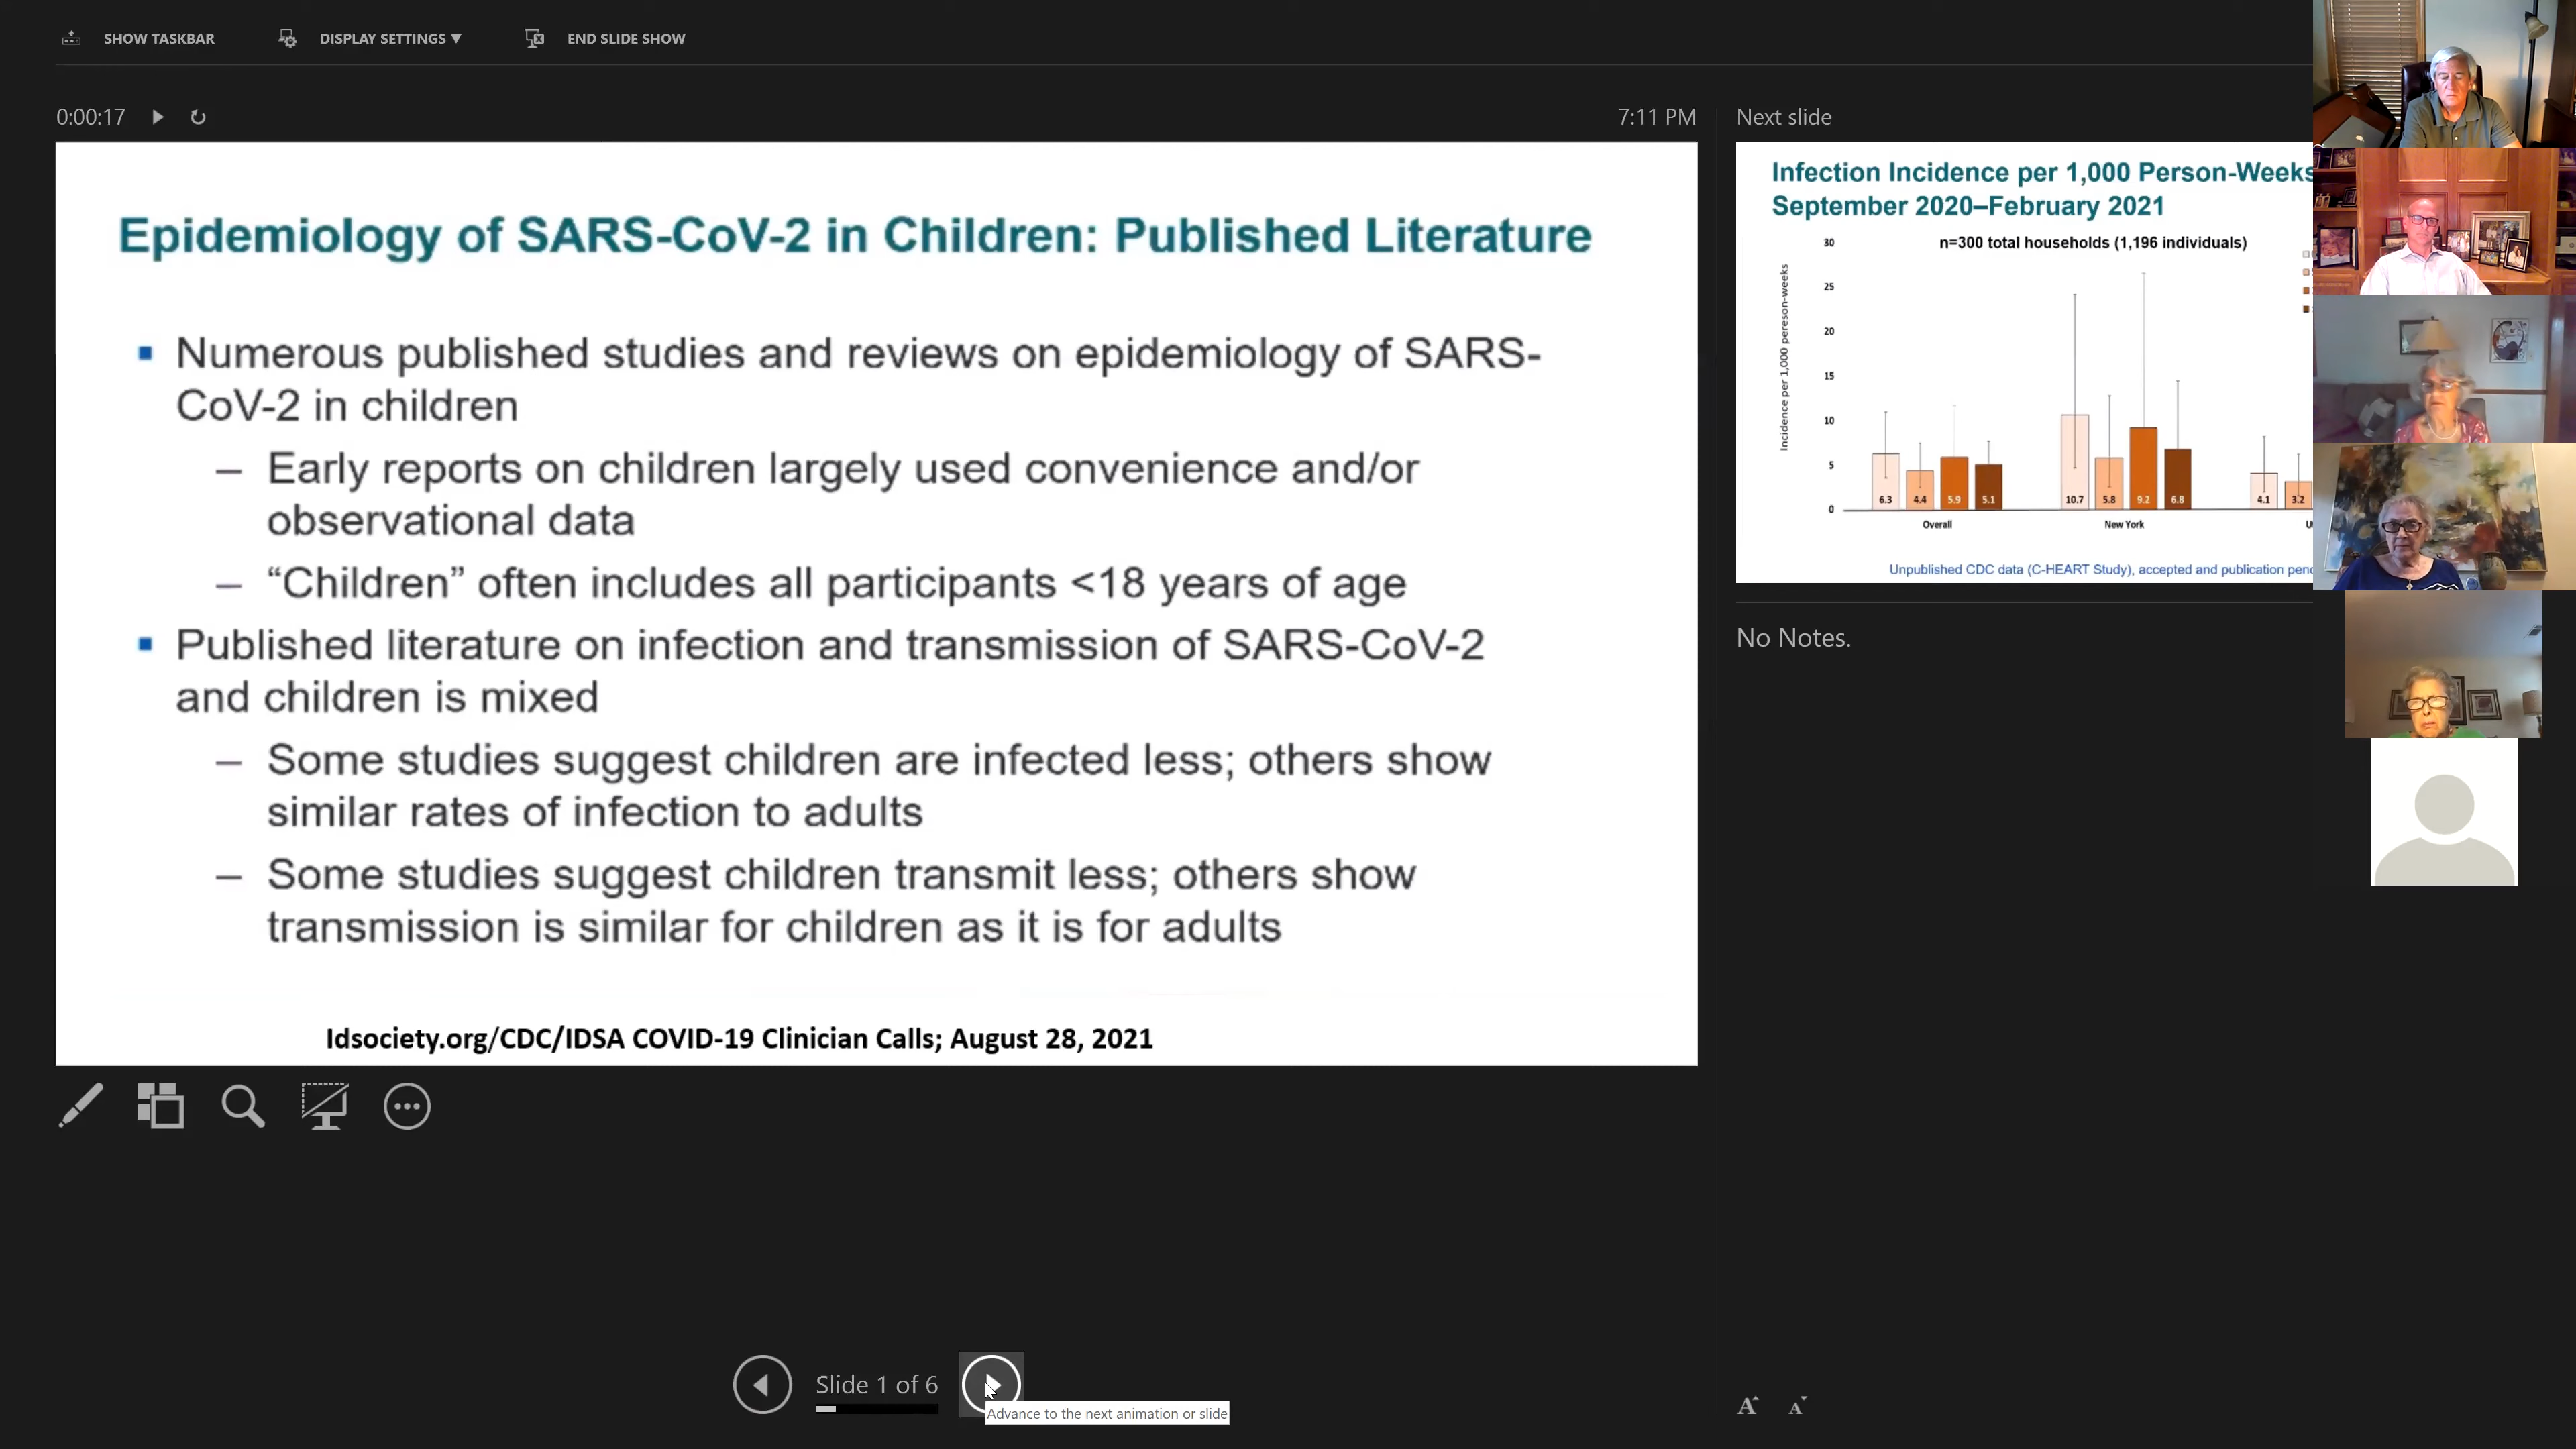 SHOW TASKBAR
DISPLAY SETTINGS ▼
END SLIDE SHOW
0:00:17
7:11 PM
Epidemiology of SARS-CoV-2 in Children: Published Literature
▪ Numerous published studies and reviews on epidemiology of SARS-
CoV-2 in children
– Early reports on children largely used convenience and/or
observational data
– “Children” often includes all participants <18 years of age
▪ Published literature on infection and transmission of SARS-CoV-2
and children is mixed
– Some studies suggest children are infected less; others show
similar rates of infection to adults
– Some studies suggest children transmit less; others show
transmission is similar for children as it is for adults
Idsociety.org/CDC/IDSA COVID-19 Clinician Calls; August 28, 2021
Slide 1 of 6
Advance to the next animation or slide
Next slide
Infection Incidence per 1,000 Person-Weeks
September 2020–February 2021
n=300 total households (1,196 individuals)
Incidence per 1,000 pereson-weeks
30
25
20
15
10
5
0
6.3 4.4 5.9 5.1
10.7 5.8 9.2 6.8
4.1 3.2
Overall
New York
Unpublished CDC data (C-HEART Study), accepted and publication
No Notes.
A A